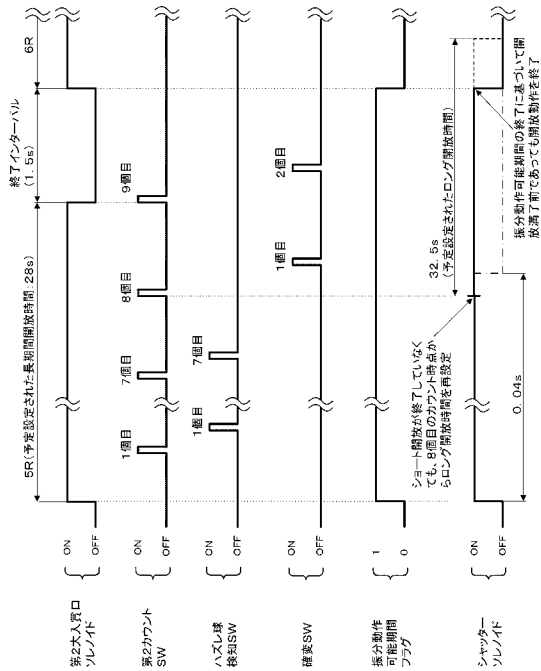 5R(予定設定された長期間開放時間:28s)
終了インターバル
(1.5s)
6R
第2大入賞口
ソレノイド
ON
OFF
第2カウント
SW
ON
OFF
1個目
7個目
8個目
9個目
ハズレ球
検知SW
ON
OFF
1個目
7個目
確変SW
ON
OFF
1個目
2個目
振分動作
可能期間
フラグ
1
0
32.5s
(予定設定されたロング開放時間)
ショート開放が終了していなく
ても、8個目のカウント時点か
らロング開放時間を再設定
シャッター
ソレノイド
ON
OFF
0.04s
振分動作可能期間の終了に基づいて開
放満了前であっても開放動作を終了